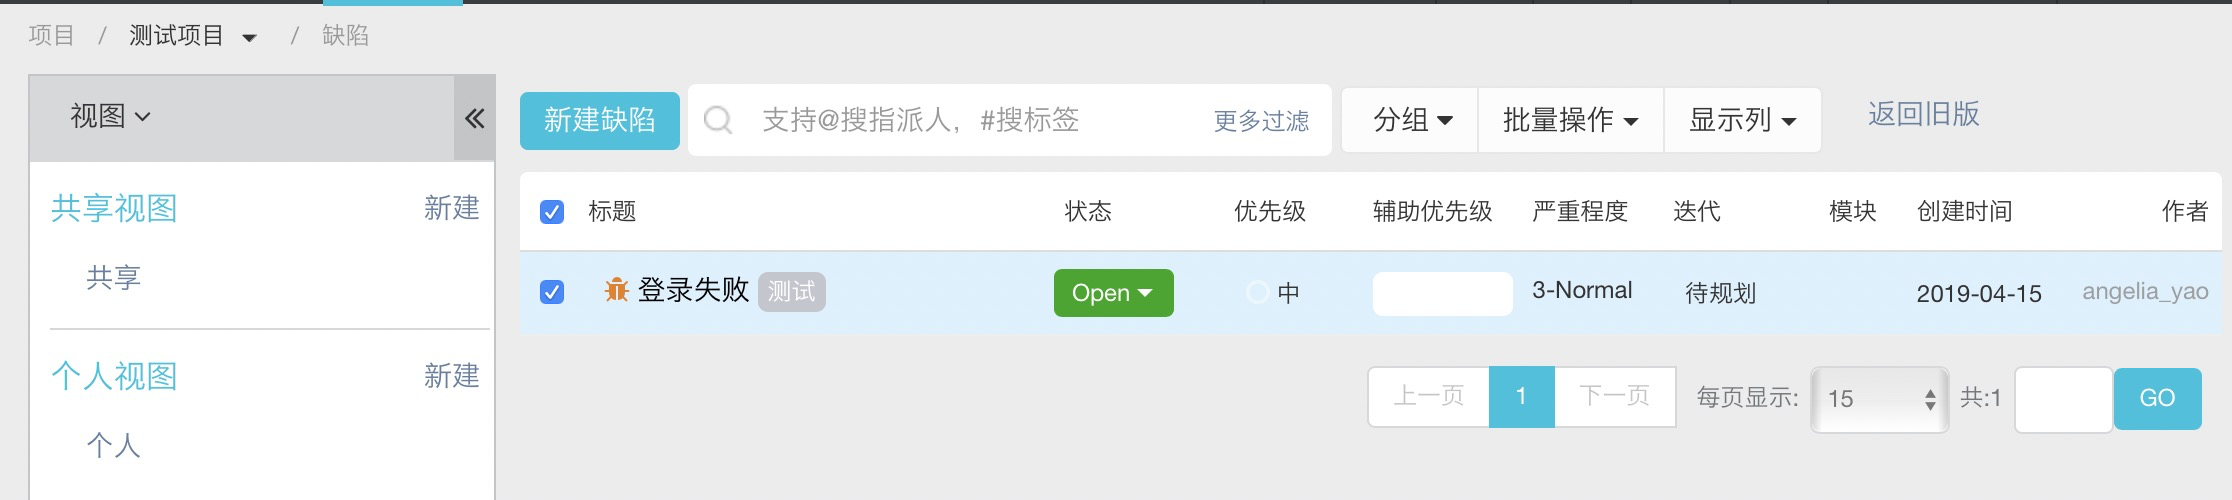 项目 / 测试项目 / 缺陷
视图
新建缺陷 支持@搜指派人，#搜标签 更多过滤 分组 批量操作 显示列 返回旧版
共享视图 新建
共享
个人视图 新建
个人
标题 状态 优先级 辅助优先级 严重程度 迭代 模块 创建时间 作者
登录失败 测试 Open 中 3-Normal 待规划 2019-04-15 angelia_yao
上一页 1 下一页 每页显示: 15 共:1 GO